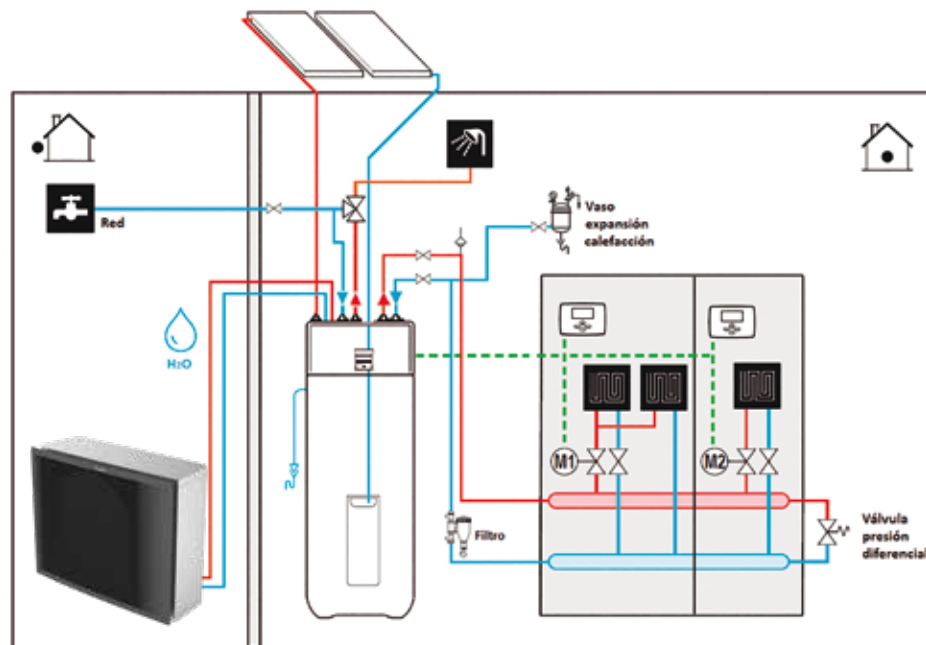 Red
Vaso
expansión
calefacción
H₂O
M1
M2
Filtro
Válvula
presión
diferencial